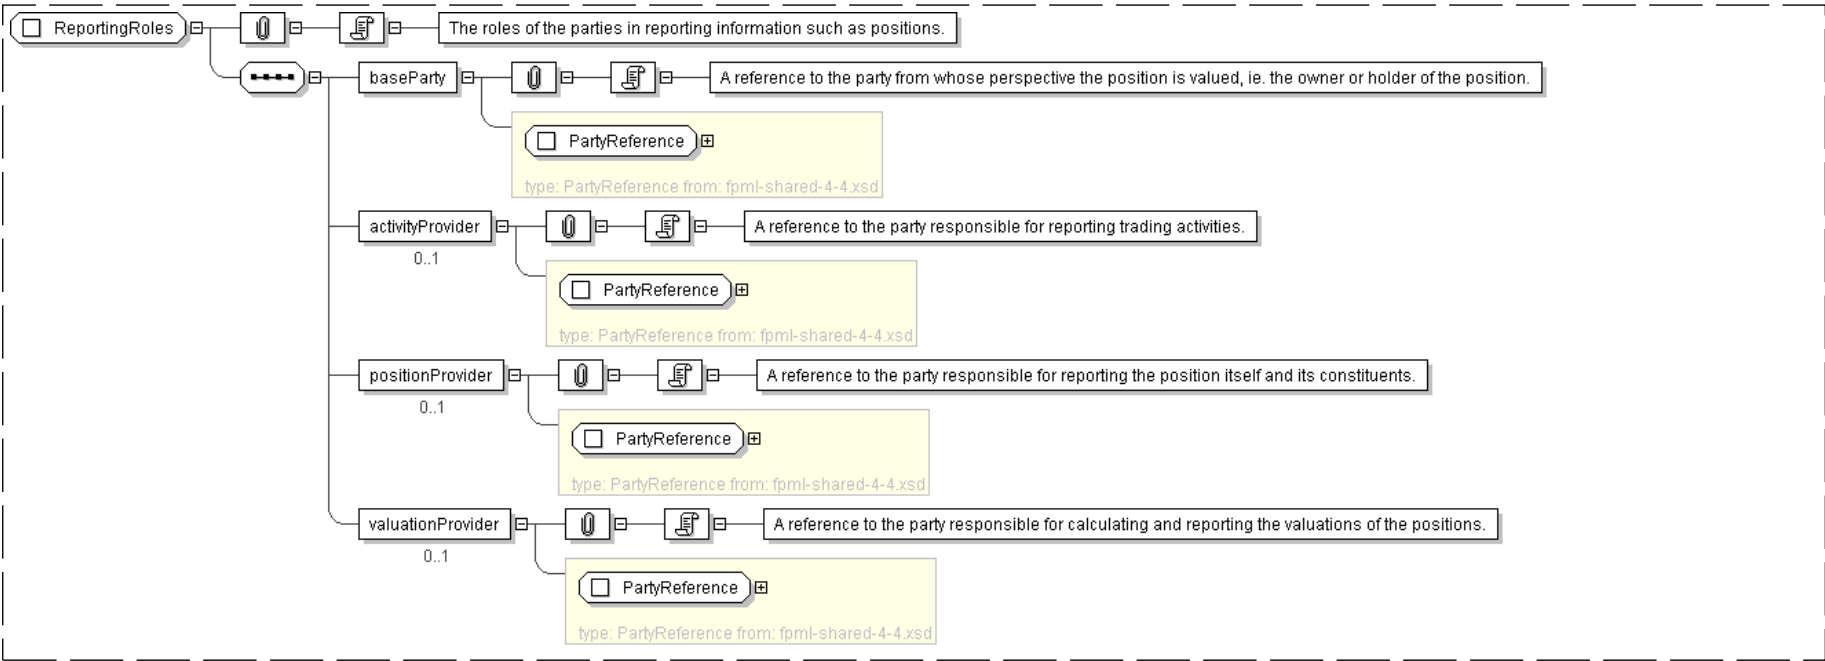 ReportingRoles
The roles of the parties in reporting information such as positions.
baseParty
A reference to the party from whose perspective the position is valued, ie. the owner or holder of the position.
PartyReference
type: PartyReference from: fpml-shared-4-4.xsd
activityProvider
A reference to the party responsible for reporting trading activities.
0..1
PartyReference
type: PartyReference from: fpml-shared-4-4.xsd
positionProvider
A reference to the party responsible for reporting the position itself and its constituents.
0..1
PartyReference
type: PartyReference from: fpml-shared-4-4.xsd
valuationProvider
A reference to the party responsible for calculating and reporting the valuations of the positions.
0..1
PartyReference
type: PartyReference from: fpml-shared-4-4.xsd